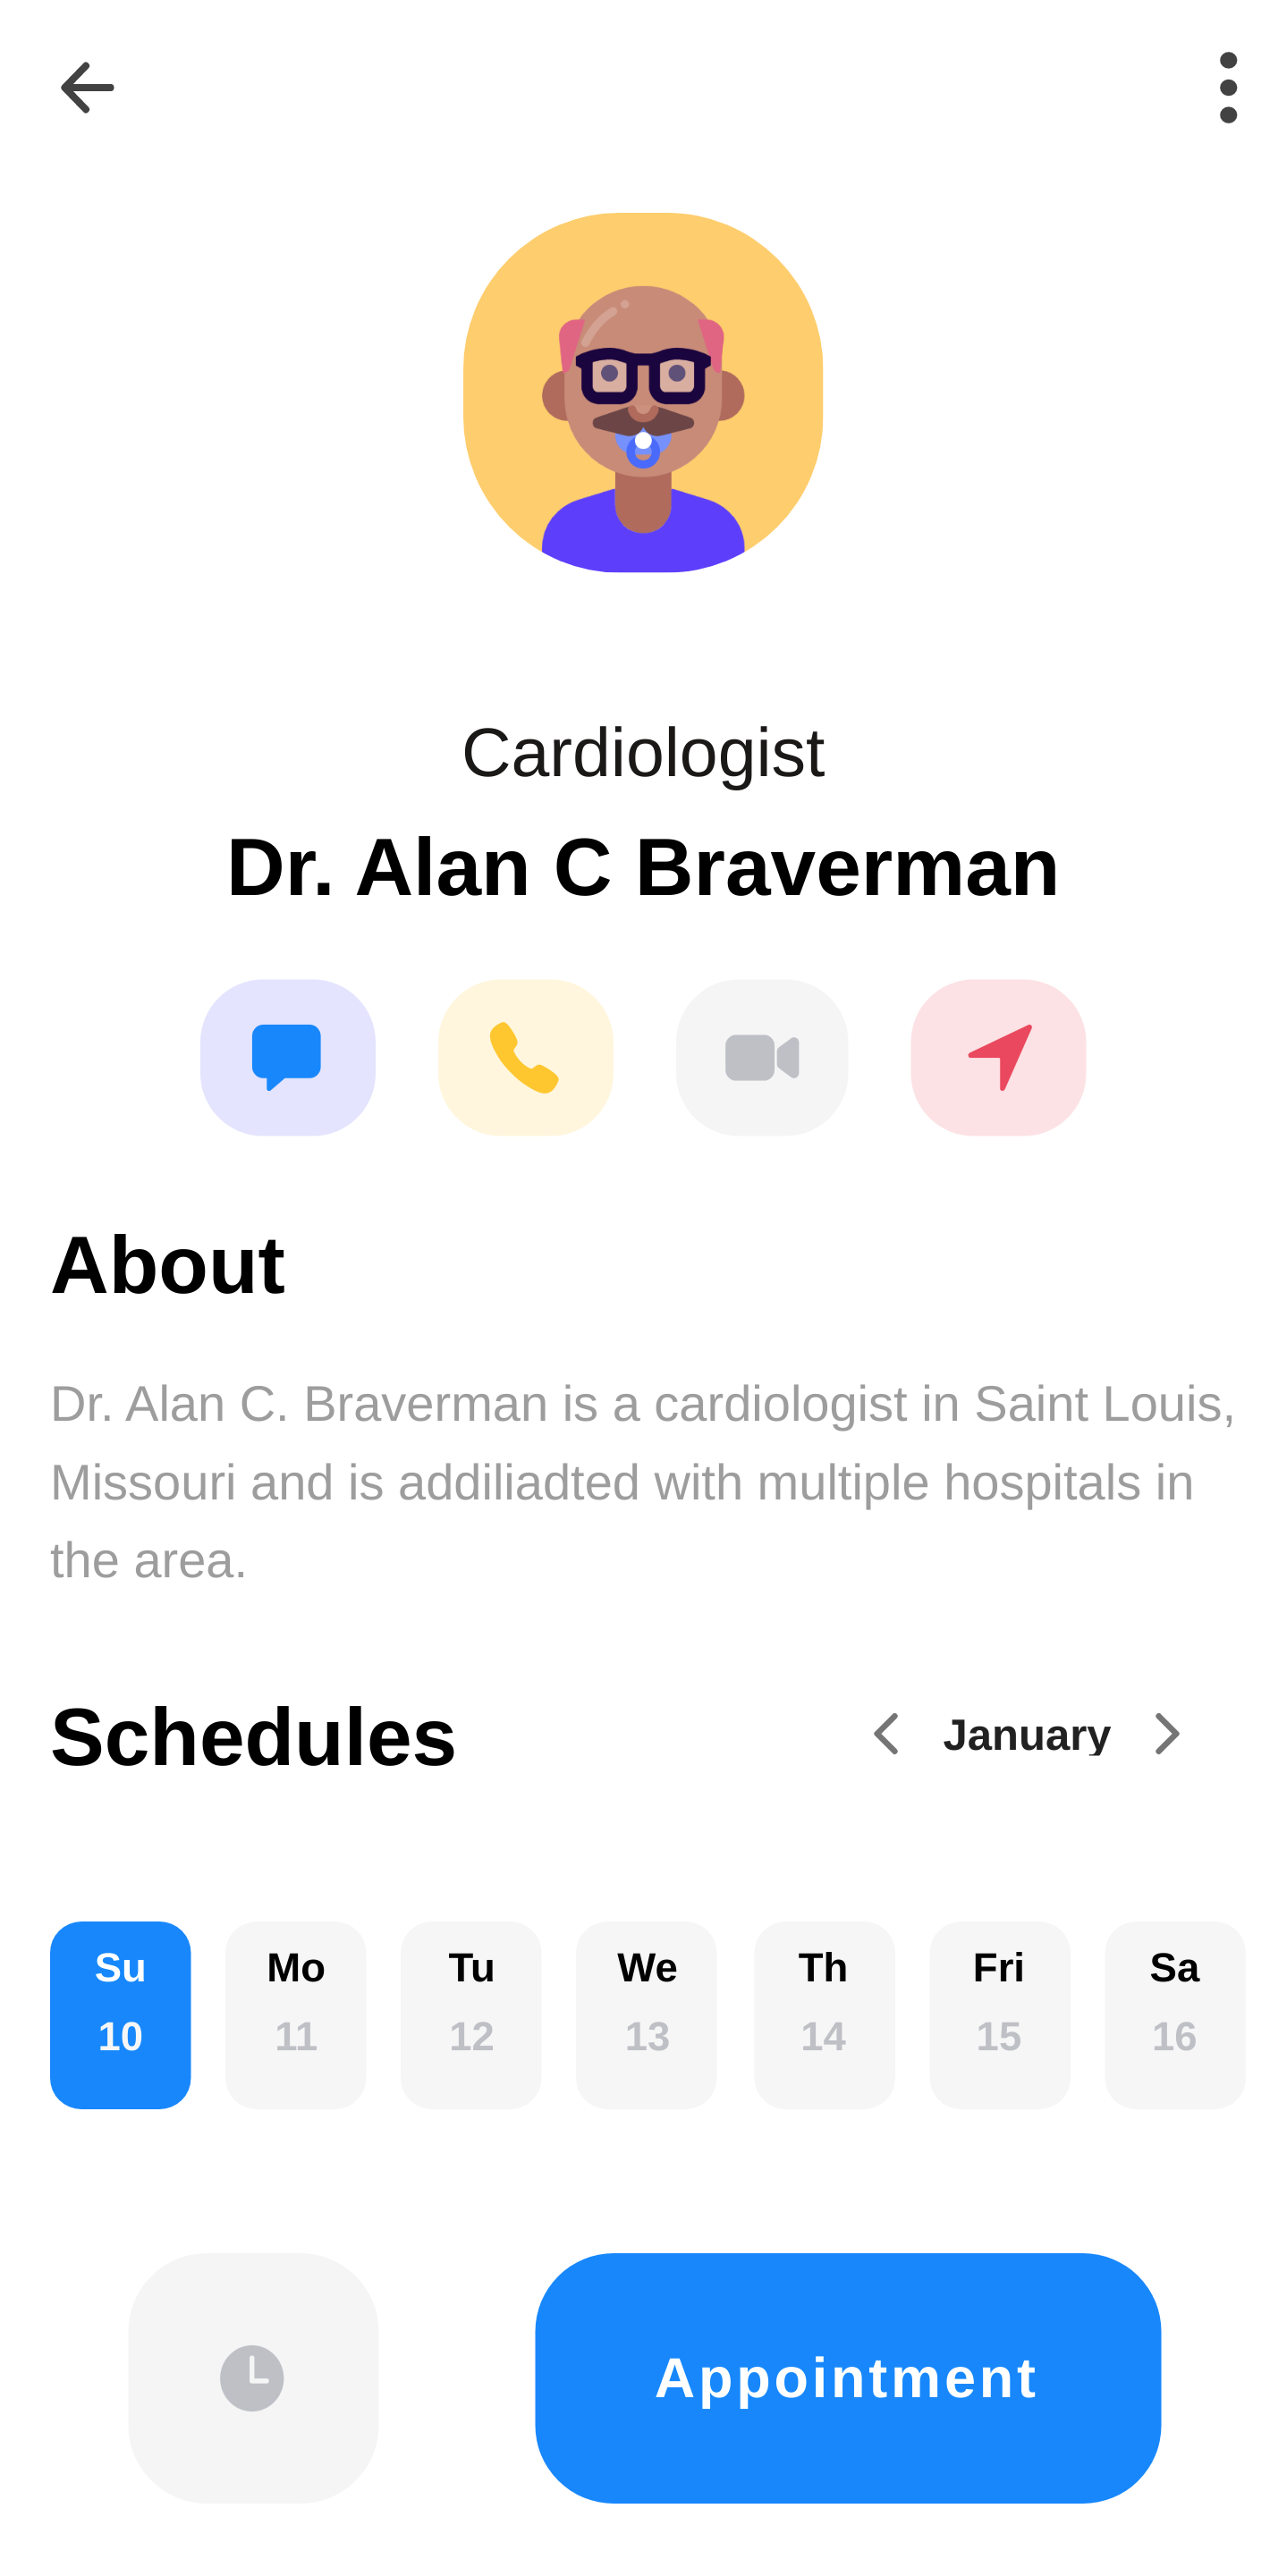 Cardiologist
Dr. Alan C Braverman
About
Dr. Alan C. Braverman is a cardiologist in Saint Louis,
Missouri and is addiliadted with multiple hospitals in
the area.
Schedules
January
Su Mo Tu We Th Fri Sa
10 11 12 13 14 15 16
Appointment